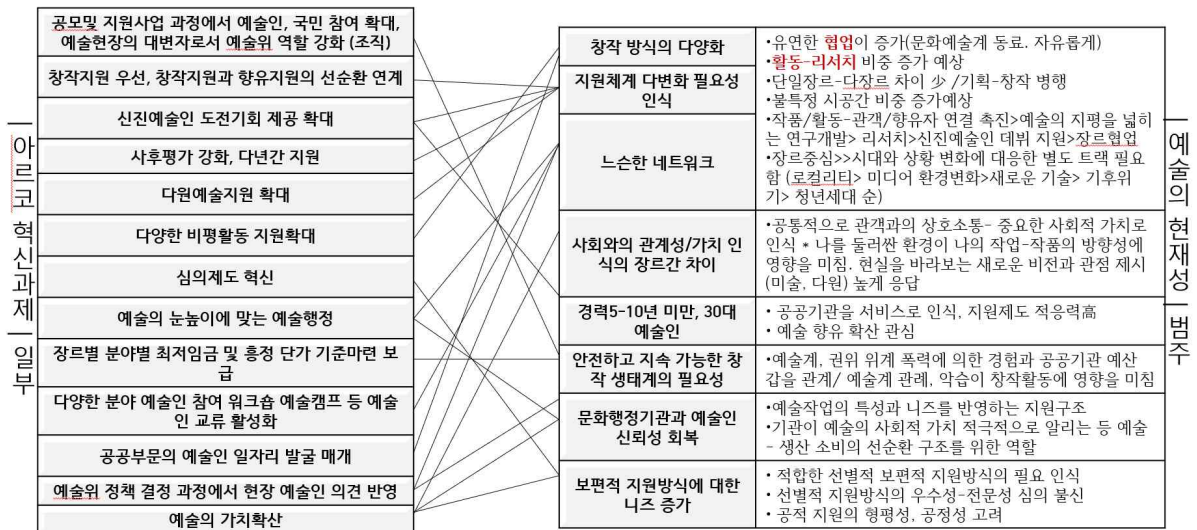 아르코 혁신과제 | 일부
공모및 지원사업 과정에서 예술인, 국민 참여 확대,
예술현장의 대변자로서 예술위 역할 강화 (조직)
창작지원 우선, 창작지원과 향유지원의 선순환 연계
신진예술인 도전기회 제공 확대
사후평가 강화, 다년간 지원
다원예술지원 확대
다양한 비평활동 지원확대
심의제도 혁신
예술의 눈높이에 맞는 예술행정
장르별 분야별 최저임금 및 흥정 단가 기준마련 보
급
다양한 분야 예술인 참여 워크숍 예술캠프 등 예술
인 교류 활성화
공공부문의 예술인 일자리 발굴 매개
예술위 정책 결정 과정에서 현장 예술인 의견 반영
예술의 가치확산
창작 방식의 다양화
지원체계 다변화 필요성
인식
느슨한 네트워크
•유연한 협업이 증가(문화예술계 동료. 자유롭게)
•활동-리서치 비중 증가 예상
•단일장르-다장르 차이 少 /기획-창작 병행
•불특정 시공간 비중 증가예상
•작품/활동-관객/향유자 연결 촉진>예술의 지평을 넓히
는 연구개발> 리서치>신진예술인 데뷔 지원>장르협업
•장르중심>>시대와 상황 변화에 대응한 별도 트랙 필요
함 (로컬리티> 미디어 환경변화>새로운 기술> 기후위
기> 청년세대 순)
사회와의 관계성/가치 인
식의 장르간 차이
•공통적으로 관객과의 상호소통- 중요한 사회적 가치로
인식 * 나를 둘러싼 환경이 나의 작업-작품의 방향성에
영향을 미침. 현실을 바라보는 새로운 비전과 관점 제시
(미술, 다원) 높게 응답
경력5-10년 미만, 30대
예술인
• 공공기관을 서비스로 인식, 지원제도 적응력高
• 예술 향유 확산 관심
안전하고 지속 가능한 창
작 생태계의 필요성
•예술계, 권위 위계 폭력에 의한 경험과 공공기관 예산
갑을 관계/ 예술계 관례, 악습이 창작활동에 영향을 미침
문화행정기관과 예술인
신뢰성 회복
•예술작업의 특성과 니즈를 반영하는 지원구조
•기관이 예술의 사회적 가치 적극적으로 알리는 등 예술
- 생산 소비의 선순환 구조를 위한 역할
보편적 지원방식에 대한
니즈 증가
• 적합한 선별적 보편적 지원방식의 필요 인식
• 선별적 지원방식의 우수성-전문성 심의 불신
• 공적 지원의 형평성, 공정성 고려
예술의 현재성 | 범주